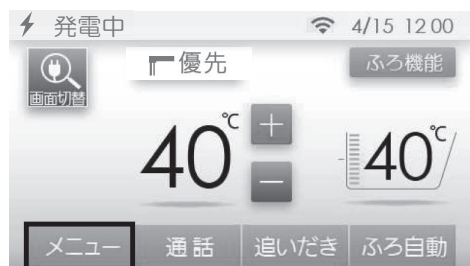 発電中 4/15 12:00
優先 ふろ機能
画面切替
40℃ + 40℃
−
メニュー 通話 追いだき ふろ自動